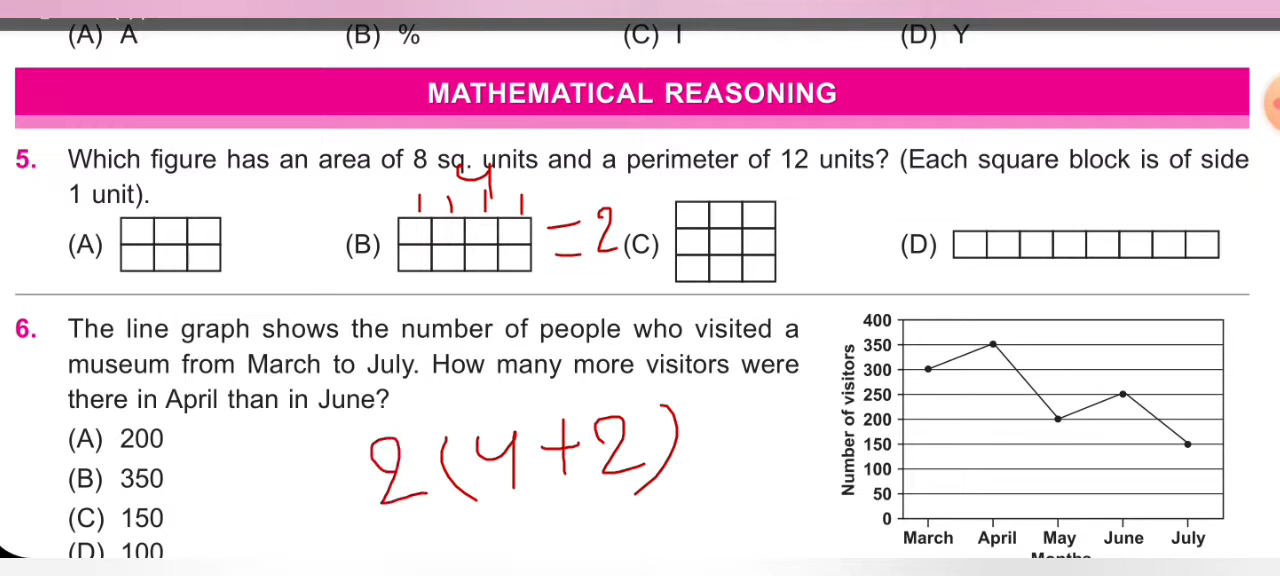 (A) A (B) % (C) I (D) Y
MATHEMATICAL REASONING
5. Which figure has an area of 8 sq. units and a perimeter of 12 units? (Each square block is of side
1 unit).
4
(A) (B) = 2 (C) (D)
6. The line graph shows the number of people who visited a
museum from March to July. How many more visitors were
there in April than in June?
(A) 200
(B) 350
(C) 150
(D) 100
2(4+2)
Number of visitors
400
350
300
250
200
150
100
50
0
March April May June July
Months